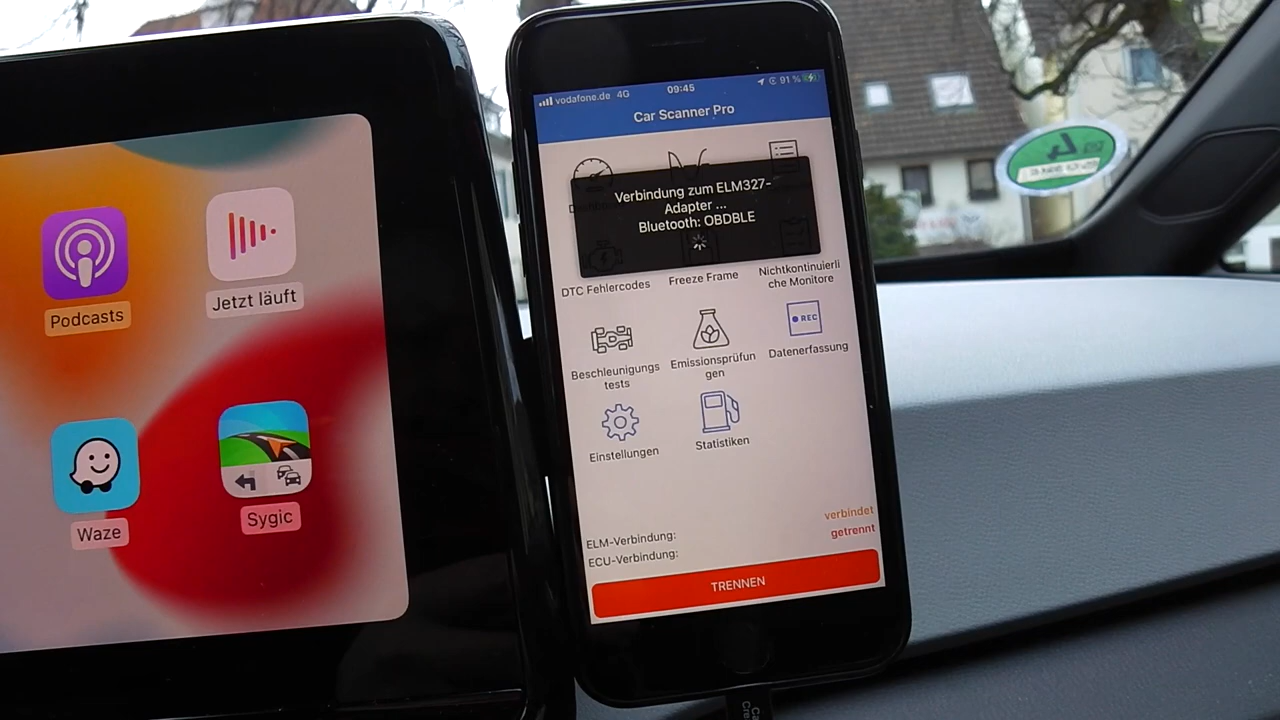 Podcasts
Jetzt läuft
Waze
Sygic
vodafone.de 4G
09:45
91 %
Car Scanner Pro
Verbindung zum ELM327-
Adapter ...
Bluetooth: OBDBLE
DTC Fehlercodes
Freeze Frame
Nichtkontinuierli
che Monitore
Beschleunigungs
tests
Emissionsprüfun
gen
REC
Datenerfassung
Einstellungen
Statistiken
ELM-Verbindung:
verbindet
ECU-Verbindung:
getrennt
TRENNEN